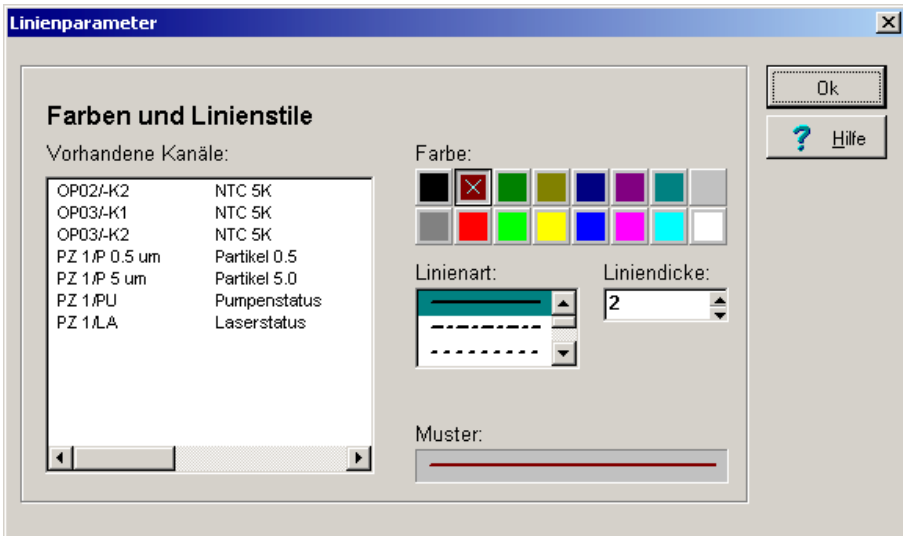 Linienparameter
Farben und Linienstile
Vorhandene Kanäle:
OP02/-K2 NTC 5K
OP03/-K1 NTC 5K
OP03/-K2 NTC 5K
PZ 1/P 0.5 um Partikel 0.5
PZ 1/P 5 um Partikel 5.0
PZ 1/PU Pumpenstatus
PZ 1/LA Laserstatus
Farbe:
Linienart:
Liniendicke:
2
Muster:
Ok
? Hilfe